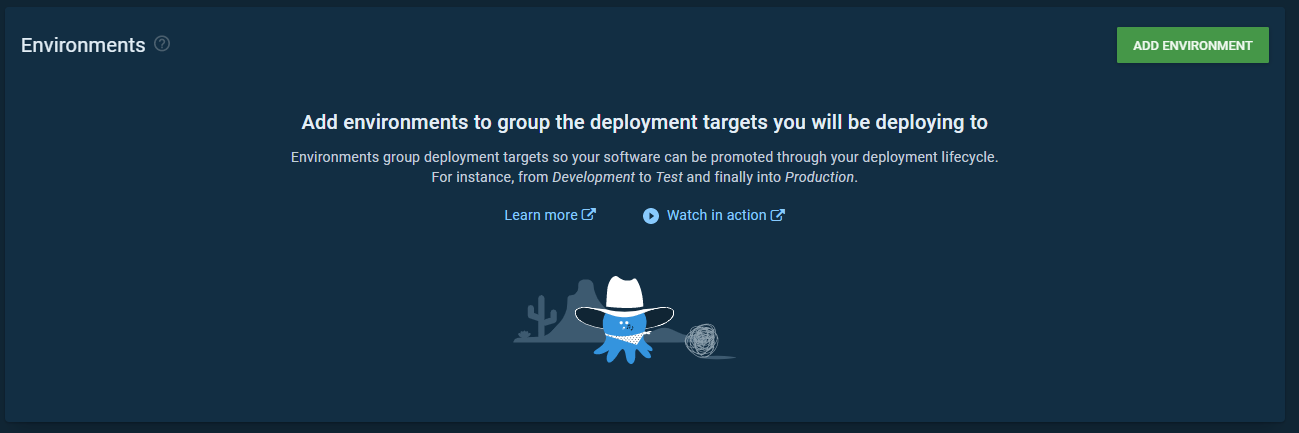 Environments
ADD ENVIRONMENT
Add environments to group the deployment targets you will be deploying to
Environments group deployment targets so your software can be promoted through your deployment lifecycle.
For instance, from Development to Test and finally into Production.
Learn more
Watch in action